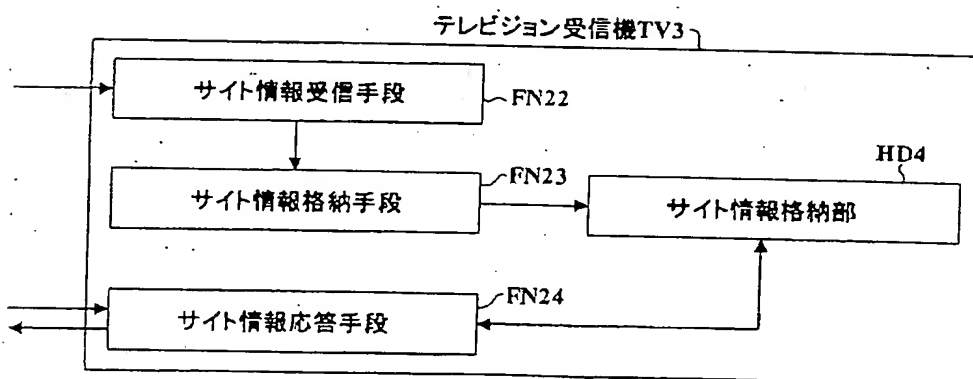 テレビジョン受信機TV3
サイト情報受信手段
FN22
サイト情報格納手段
FN23
HD4
サイト情報格納部
サイト情報応答手段
FN24